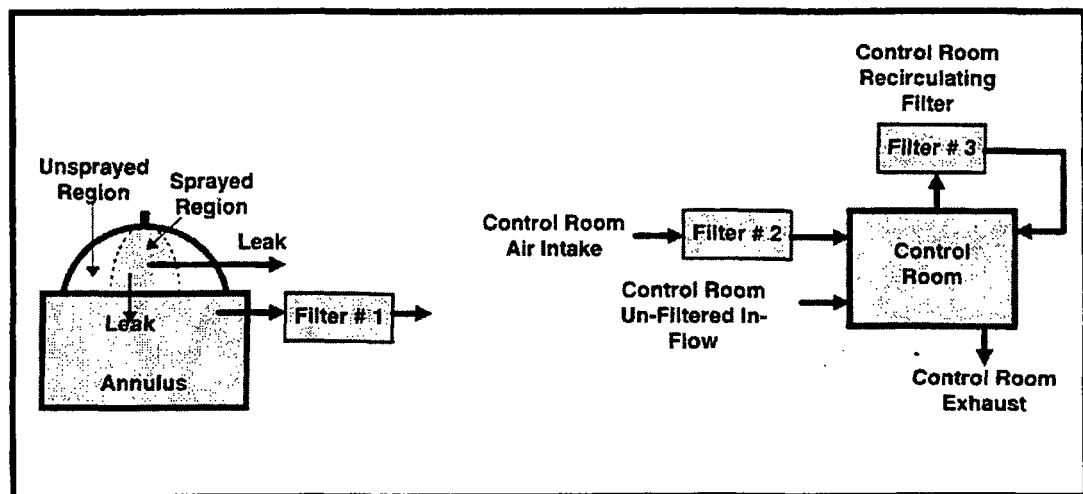 Unsprayed
Region
Sprayed
Region
Leak
Leak
Annulus
Filter # 1
Control Room
Recirculating
Filter
Filter # 3
Control Room
Air Intake
Filter # 2
Control
Room
Control Room
Un-Filtered In-
Flow
Control Room
Exhaust